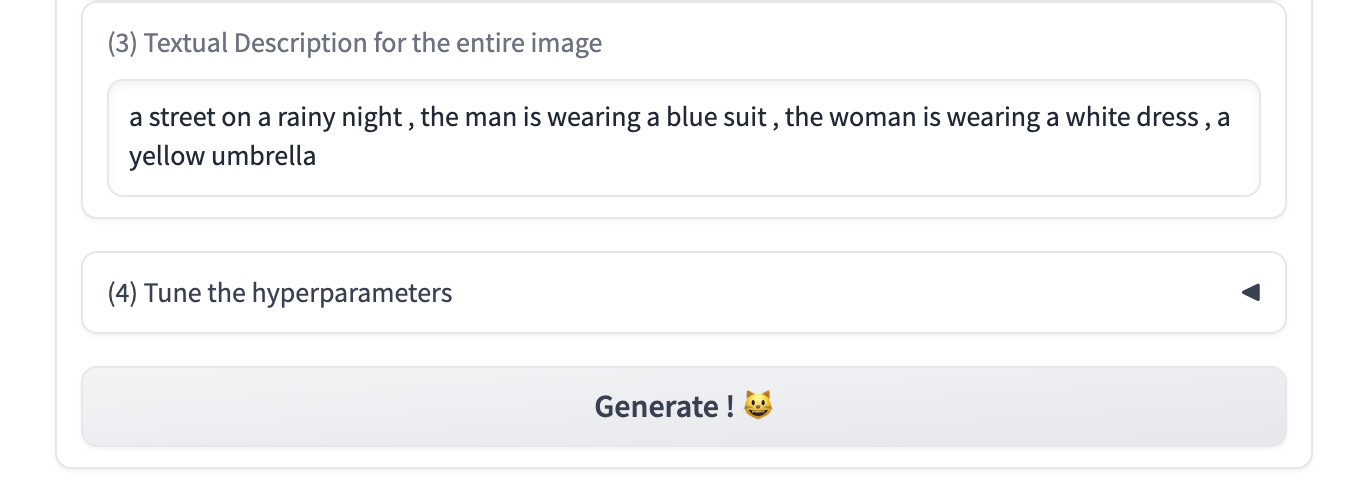 (3) Textual Description for the entire image
a street on a rainy night , the man is wearing a blue suit , the woman is wearing a white dress , a
yellow umbrella
(4) Tune the hyperparameters
Generate ! 😺